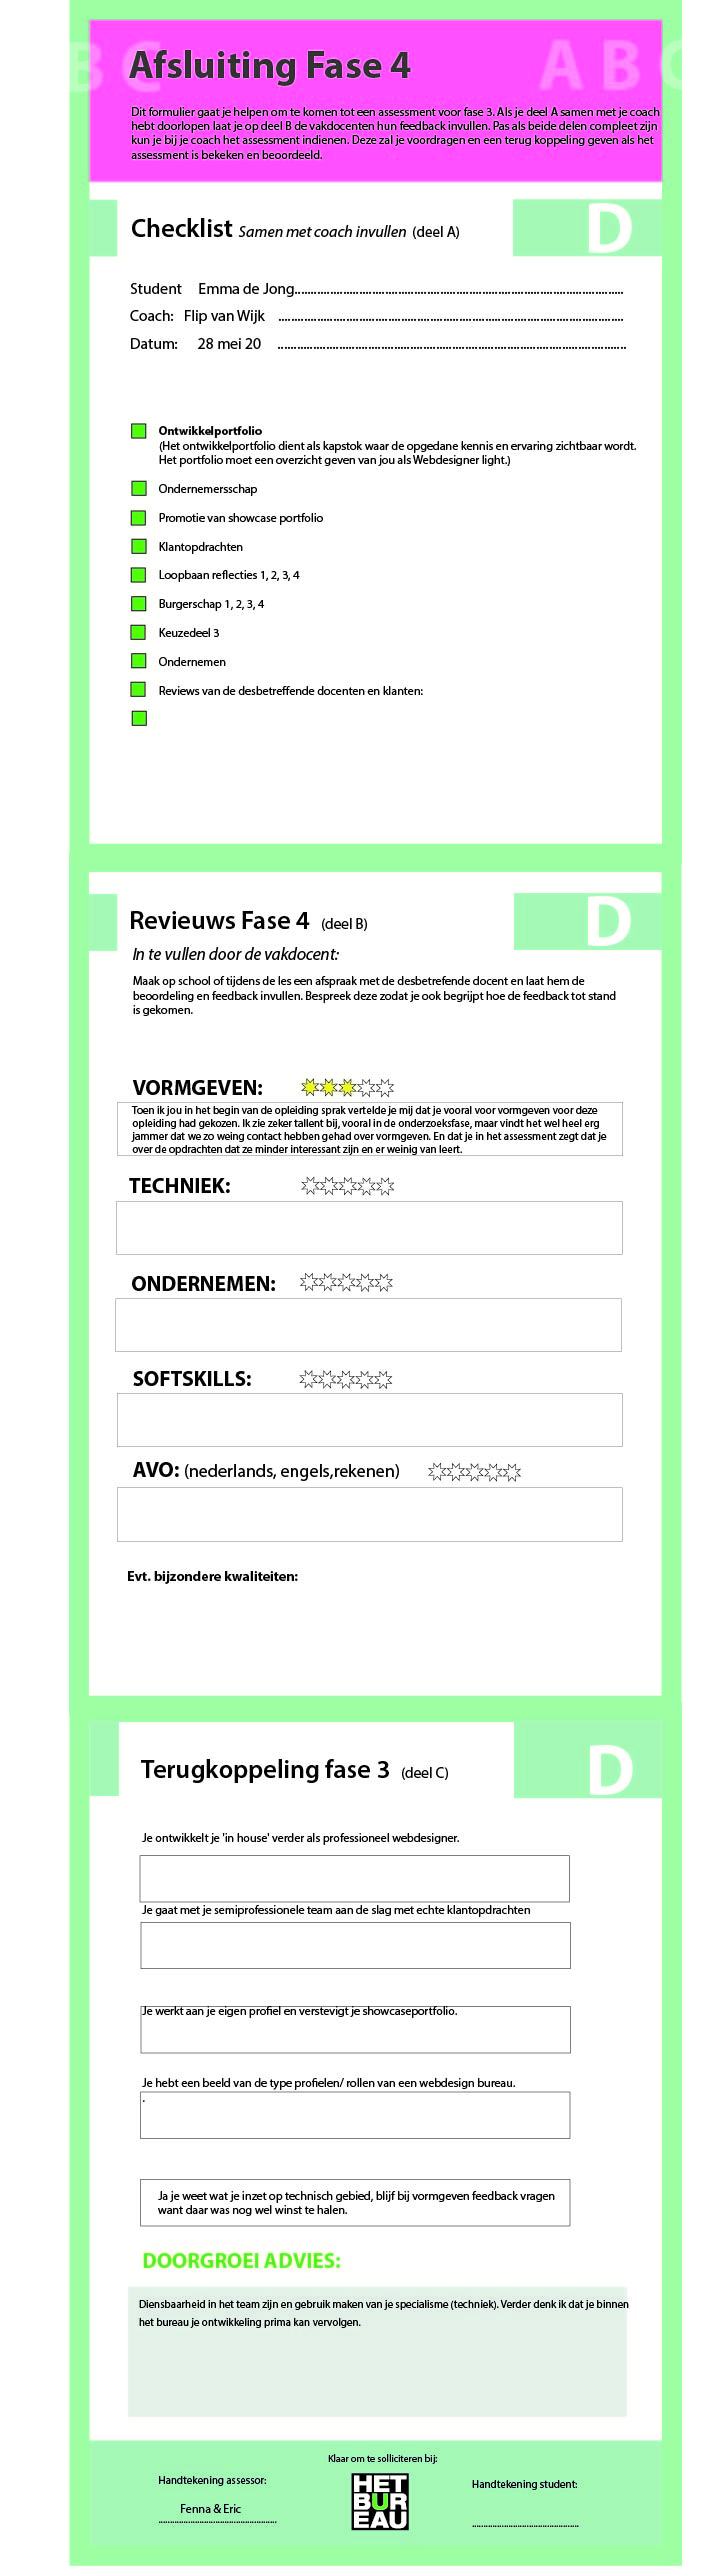 B C
A B C
Afsluiting Fase 4
Dit formulier gaat je helpen om te komen tot een assessment voor fase 3. Als je deel A samen met je coach
hebt doorlopen laat je op deel B de vakdocenten hun feedback invullen. Pas als beide delen compleet zijn
kun je bij je coach het assessment indienen. Deze zal je voordragen en een terug koppeling geven als het
assessment is bekeken en beoordeeld.
Checklist Samen met coach invullen (deel A)
D
Student Emma de Jong....................................................................................................
Coach: Flip van Wijk ....................................................................................................
Datum: 28 mei 20 ....................................................................................................
Ontwikkelportfolio
(Het ontwikkelportfolio dient als kapstok waar de opgedane kennis en ervaring zichtbaar wordt.
Het portfolio moet een overzicht geven van jou als Webdesigner light.)
Ondernemersschap
Promotie van showcase portfolio
Klantopdrachten
Loopbaan reflecties 1, 2, 3, 4
Burgerschap 1, 2, 3, 4
Keuzedeel 3
Ondernemen
Reviews van de desbetreffende docenten en klanten:
Revieuws Fase 4 (deel B)
D
In te vullen door de vakdocent:
Maak op school of tijdens de les een afspraak met de desbetrefende docent en laat hem de
beoordeling en feedback invullen. Bespreek deze zodat je ook begrijpt hoe de feedback tot stand
is gekomen.
VORMGEVEN:
Toen ik jou in het begin van de opleiding sprak vertelde je mij dat je vooral voor vormgeven voor deze
opleiding had gekozen. Ik zie zeker tallent bij, vooral in de onderzoeksfase, maar vindt het wel heel erg
jammer dat we zo weing contact hebben gehad over vormgeven. En dat je in het assessment zegt dat je
over de opdrachten dat ze minder interessant zijn en er weinig van leert.
TECHNIEK:
ONDERNEMEN:
SOFTSKILLS:
AVO: (nederlands, engels,rekenen)
Evt. bijzondere kwaliteiten:
Terugkoppeling fase 3 (deel C)
D
Je ontwikkelt je 'in house' verder als professioneel webdesigner.
Je gaat met je semiprofessionele team aan de slag met echte klantopdrachten
Je werkt aan je eigen profiel en verstevigt je showcaseportfolio.
Je hebt een beeld van de type profielen/ rollen van een webdesign bureau.
.
Ja je weet wat je inzet op technisch gebied, blijf bij vormgeven feedback vragen
want daar was nog wel winst te halen.
DOORGROEI ADVIES:
Diensbaarheid in het team zijn en gebruik maken van je specialisme (techniek). Verder denk ik dat je binnen
het bureau je ontwikkeling prima kan vervolgen.
Klaar om te solliciteren bij:
Handtekening assessor:
Handtekening student:
HET
BUR
EAU
Fenna & Eric
........................................
........................................